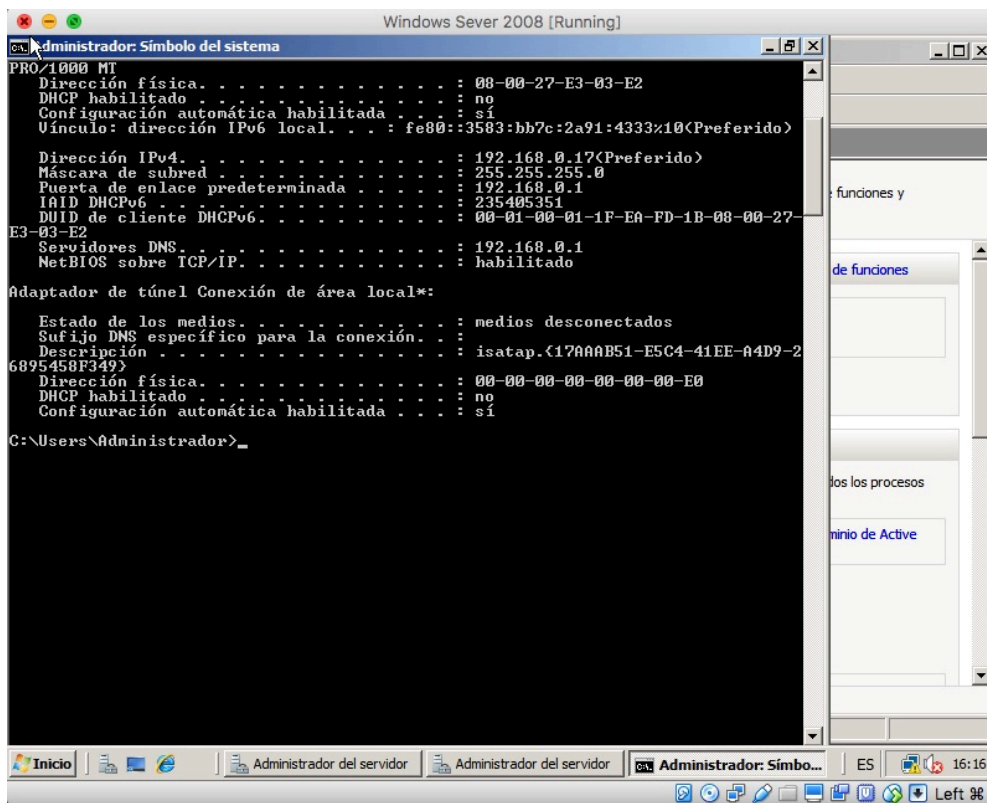 Windows Sever 2008 [Running]
Administrador: Símbolo del sistema
PRO/1000 MT
Dirección física. . . . . . . . . . . . . : 08-00-27-E3-03-E2
DHCP habilitado . . . . . . . . . . . . . : no
Configuración automática habilitada . . . : sí
Vínculo: dirección IPv6 local. . . : fe80::3583:bb7c:2a91:4333%10(Preferido)
Dirección IPv4. . . . . . . . . . . . . . : 192.168.0.17(Preferido)
Máscara de subred . . . . . . . . . . . . : 255.255.255.0
Puerta de enlace predeterminada . . . . . : 192.168.0.1
IAID DHCPv6 . . . . . . . . . . . . . . . : 235405351
DUID de cliente DHCPv6. . . . . . . . . . : 00-01-00-01-1F-EA-FD-1B-08-00-27-
E3-03-E2
Servidores DNS. . . . . . . . . . . . . . : 192.168.0.1
NetBIOS sobre TCP/IP. . . . . . . . . . . : habilitado
Adaptador de túnel Conexión de área local*:
Estado de los medios. . . . . . . . . . . : medios desconectados
Sufijo DNS específico para la conexión. . :
Descripción . . . . . . . . . . . . . . . : isatap.{17AAAB51-E5C4-41EE-A4D9-2
6895458F349}
Dirección física. . . . . . . . . . . . . : 00-00-00-00-00-00-00-E0
DHCP habilitado . . . . . . . . . . . . . : no
Configuración automática habilitada . . . : sí
C:\Users\Administrador>_
funciones y
de funciones
los procesos
de Active
Inicio
Administrador del servidor
Administrador del servidor
Administrador: Símbo...
ES
16:16
Left ⌘